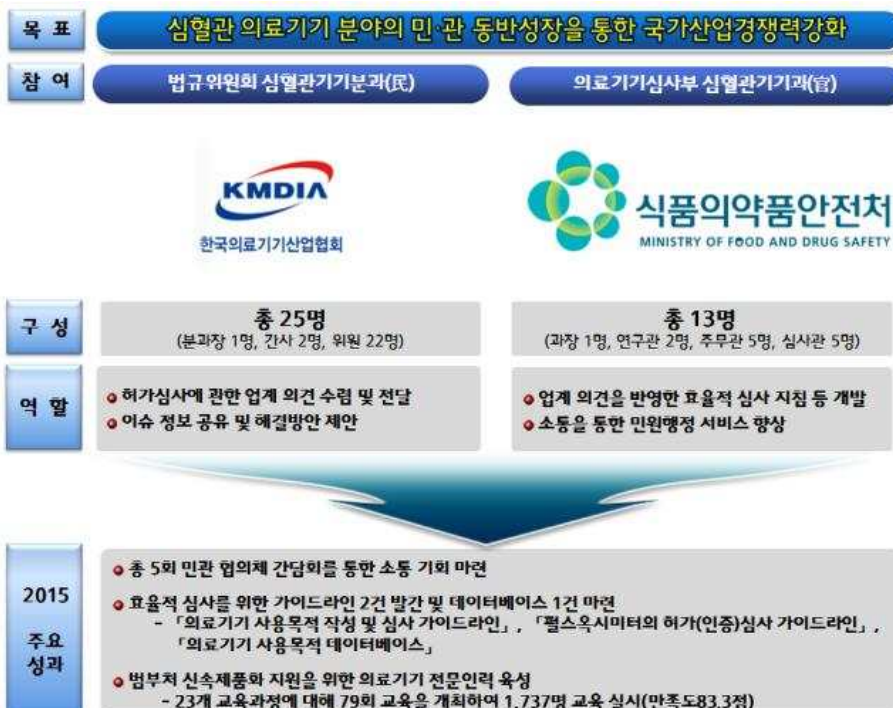 목 표
심혈관 의료기기 분야의 민·관 동반성장을 통한 국가산업경쟁력강화
참 여
법규위원회 심혈관기기분과(民)
의료기기심사부 심혈관기기과(官)
KMDIA
한국의료기기산업협회
식품의약품안전처
MINISTRY OF FOOD AND DRUG SAFETY
구 성
총 25명
(분과장 1명, 간사 2명, 위원 22명)
총 13명
(과장 1명, 연구관 2명, 주무관 5명, 심사관 5명)
역 할
허가심사에 관한 업계 의견 수렴 및 전달
이슈 정보 공유 및 해결방안 제안
업계 의견을 반영한 효율적 심사 지침 등 개발
소통을 통한 민원행정 서비스 향상
2015
주요
성과
총 5회 민관 협의체 간담회를 통한 소통 기회 마련
효율적 심사를 위한 가이드라인 2건 발간 및 데이터베이스 1건 마련
- 「의료기기 사용목적 작성 및 심사 가이드라인」, 「펄스옥시미터의 허가(인증)심사 가이드라인」,
「의료기기 사용목적 데이터베이스」
범부처 신속제품화 지원을 위한 의료기기 전문인력 육성
- 23개 교육과정에 대해 79회 교육을 개최하여 1,737명 교육 실시(만족도83.3점)